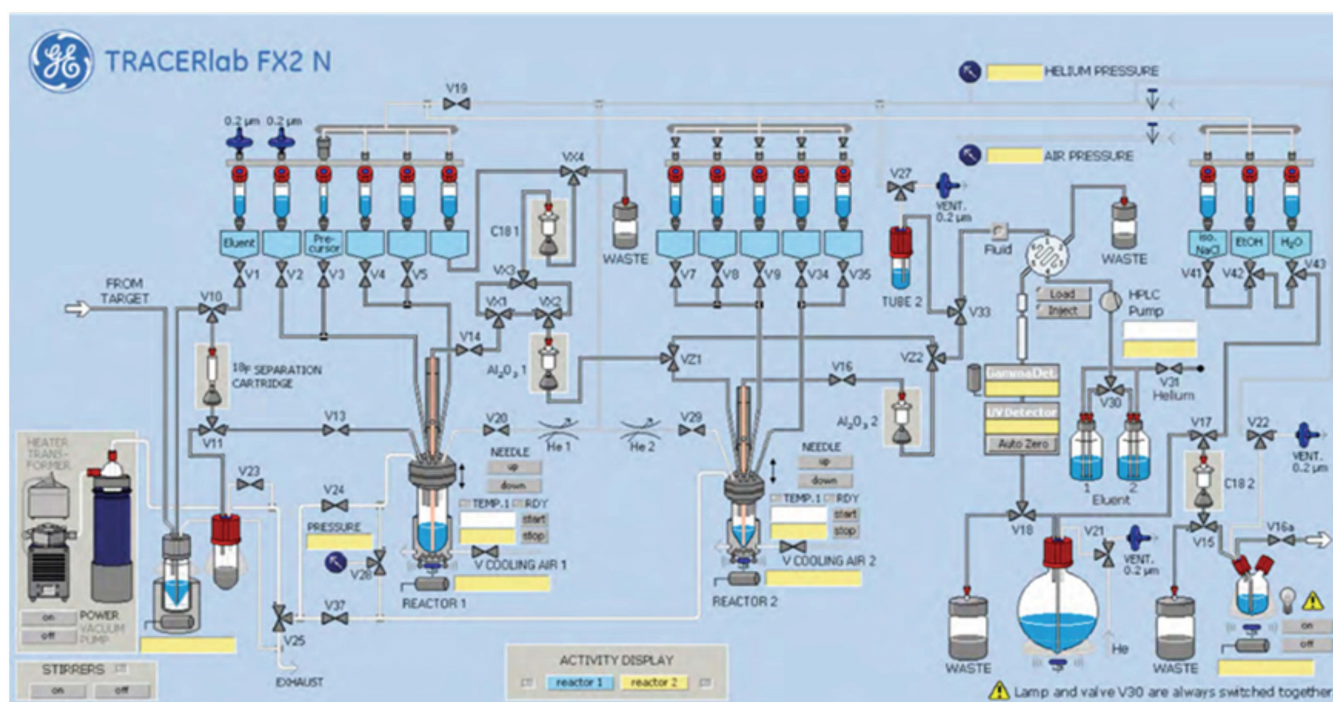 GE
TRACERlab FX2 N
V19
HELIUM PRESSURE
0.2 µm
0.2 µm
AIR PRESSURE
VX4
V27
VENT.
0.2 µm
C18 1
WASTE
Eluent
Pre-
cursor
Fluid
WASTE
Iso.
NaCl
EtOH
H₂O
V1
V2
V3
V4
V5
VX3
V7
V8
V9
V34
V35
TUBE 2
V41
V42
V43
FROM
TARGET
V10
VX1
VX2
V33
Load
Inject
HPLC
Pump
V14
¹⁸F SEPARATION
CARTRIDGE
Al₂O₃ 1
VZ1
VZ2
V16
GammaDet.
V31
Helium
V30
UV Detector
Auto Zero
V11
V13
V20
He 1
He 2
V29
Al₂O₃ 2
V17
V22
VENT.
0.2 µm
HEATER
TRANS-
FORMER
V23
V24
NEEDLE
up
down
NEEDLE
up
down
1
2
Eluent
C18 2
TEMP.1
RDY
start
stop
TEMP.1
RDY
start
stop
PRESSURE
V28
V COOLING AIR 1
V COOLING AIR 2
V18
V21
VENT.
0.2 µm
V15
V16a
REACTOR 1
REACTOR 2
on
off
POWER
VACUUM
PUMP
V25
V37
WASTE
He
WASTE
on
off
STIRRERS
on
off
EXHAUST
ACTIVITY DISPLAY
reactor 1
reactor 2
Lamp and valve V30 are always switched together